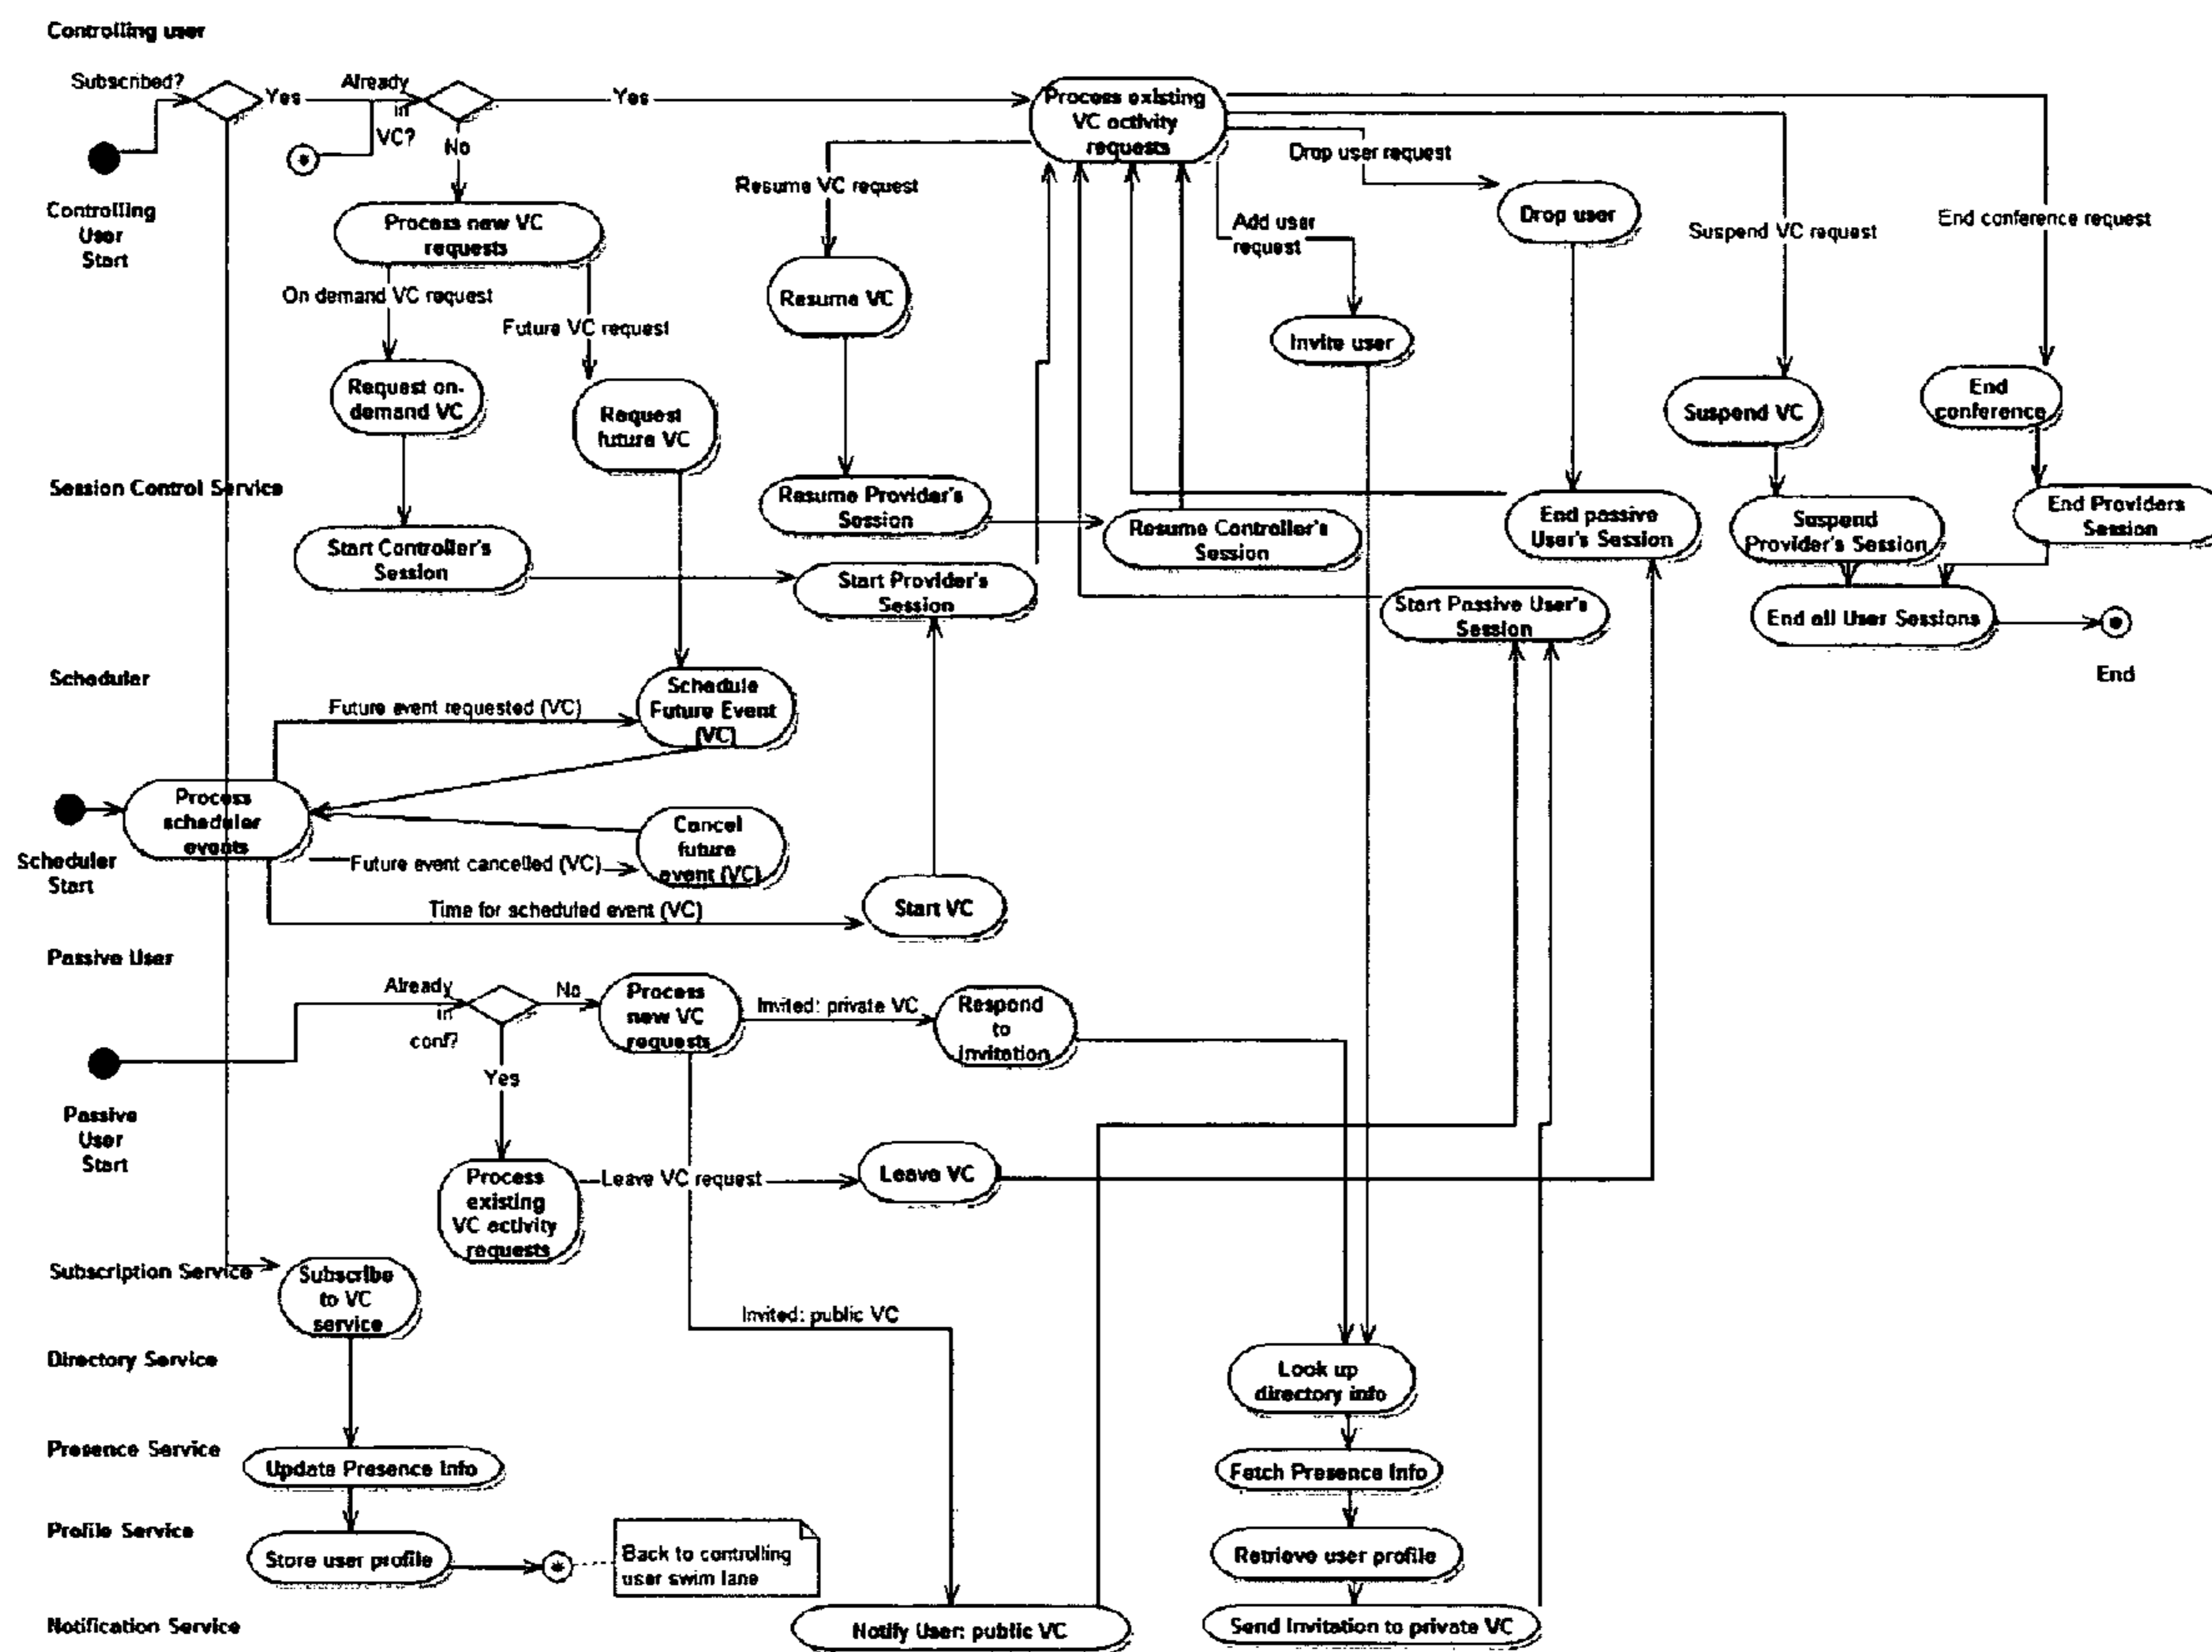 Controlling user
Subscribed?
Yes
Already
in
VC?
Yes
No
Process existing
VC activity
requests
Controlling
User
Start
Process new VC
requests
Resume VC request
Drop user request
Add user
request
Drop user
Suspend VC request
End conference request
On demand VC request
Future VC request
Resume VC
Invite user
Request on-
demand VC
Request
future VC
Suspend VC
End
conference
Session Control Service
Start Controller's
Session
Resume Provider's
Session
Resume Controller's
Session
End passive
User's Session
Suspend
Provider's Session
End Providers
Session
Start Provider's
Session
Start Passive User's
Session
End all User Sessions
End
Scheduler
Future event requested (VC)
Schedule
Future Event
(VC)
Process
scheduler
events
Scheduler
Start
Cancel
future
event (VC)
Future event cancelled (VC)
Time for scheduled event (VC)
Start VC
Passive User
Already
in
conf?
No
Process
new VC
requests
Invited: private VC
Respond
to
invitation
Yes
Passive
User
Start
Process
existing
VC activity
requests
Leave VC request
Leave VC
Subscription Service
Subscribe
to VC
service
Invited: public VC
Directory Service
Look up
directory info
Presence Service
Update Presence Info
Fetch Presence Info
Profile Service
Store user profile
Back to controlling
user swim lane
Retrieve user profile
Notification Service
Notify User: public VC
Send Invitation to private VC